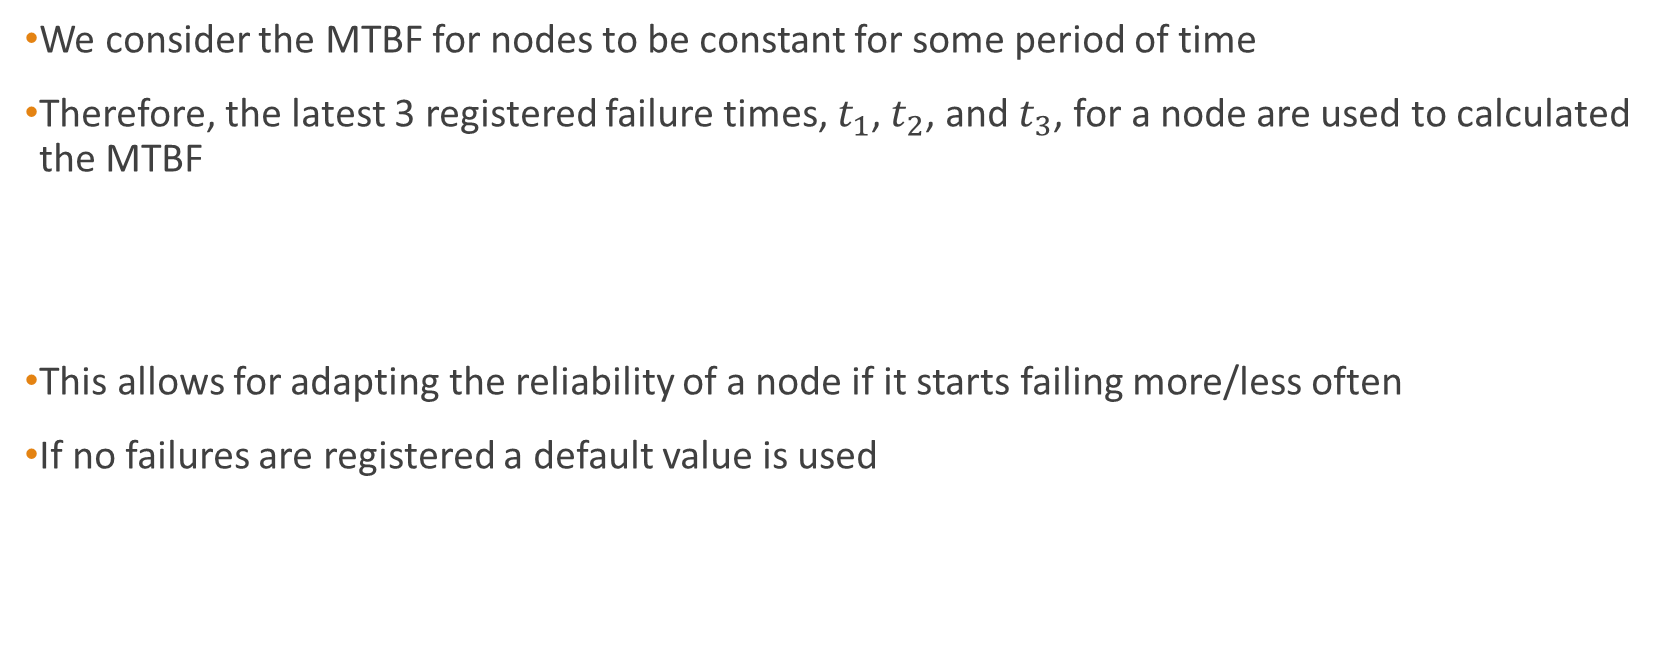 •We consider the MTBF for nodes to be constant for some period of time
•Therefore, the latest 3 registered failure times, t₁, t₂, and t₃, for a node are used to calculated
the MTBF
•This allows for adapting the reliability of a node if it starts failing more/less often
•If no failures are registered a default value is used